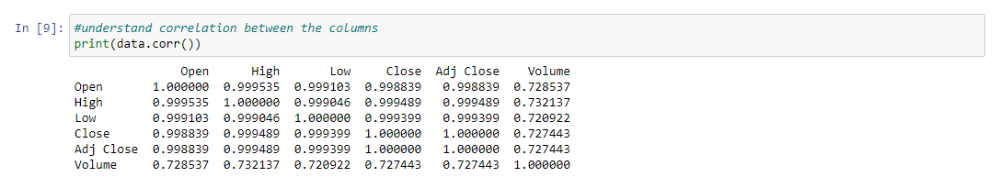 In [9]: #understand correlation between the columns
print(data.corr())
Open High Low Close Adj Close Volume
Open 1.000000 0.999535 0.999103 0.998839 0.998839 0.728537
High 0.999535 1.000000 0.999046 0.999489 0.999489 0.732137
Low 0.999103 0.999046 1.000000 0.999399 0.999399 0.720922
Close 0.998839 0.999489 0.999399 1.000000 1.000000 0.727443
Adj Close 0.998839 0.999489 0.999399 1.000000 1.000000 0.727443
Volume 0.728537 0.732137 0.720922 0.727443 0.727443 1.000000